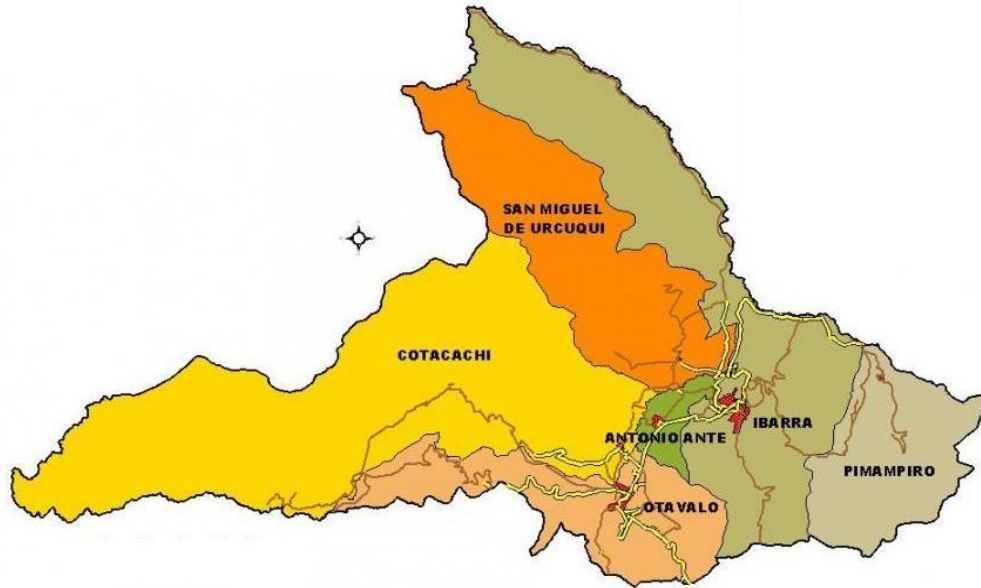 SAN MIGUEL
DE URCUQUI
COTACACHI
ANTONIO ANTE
IBARRA
PIMAMPIRO
OTAVALO